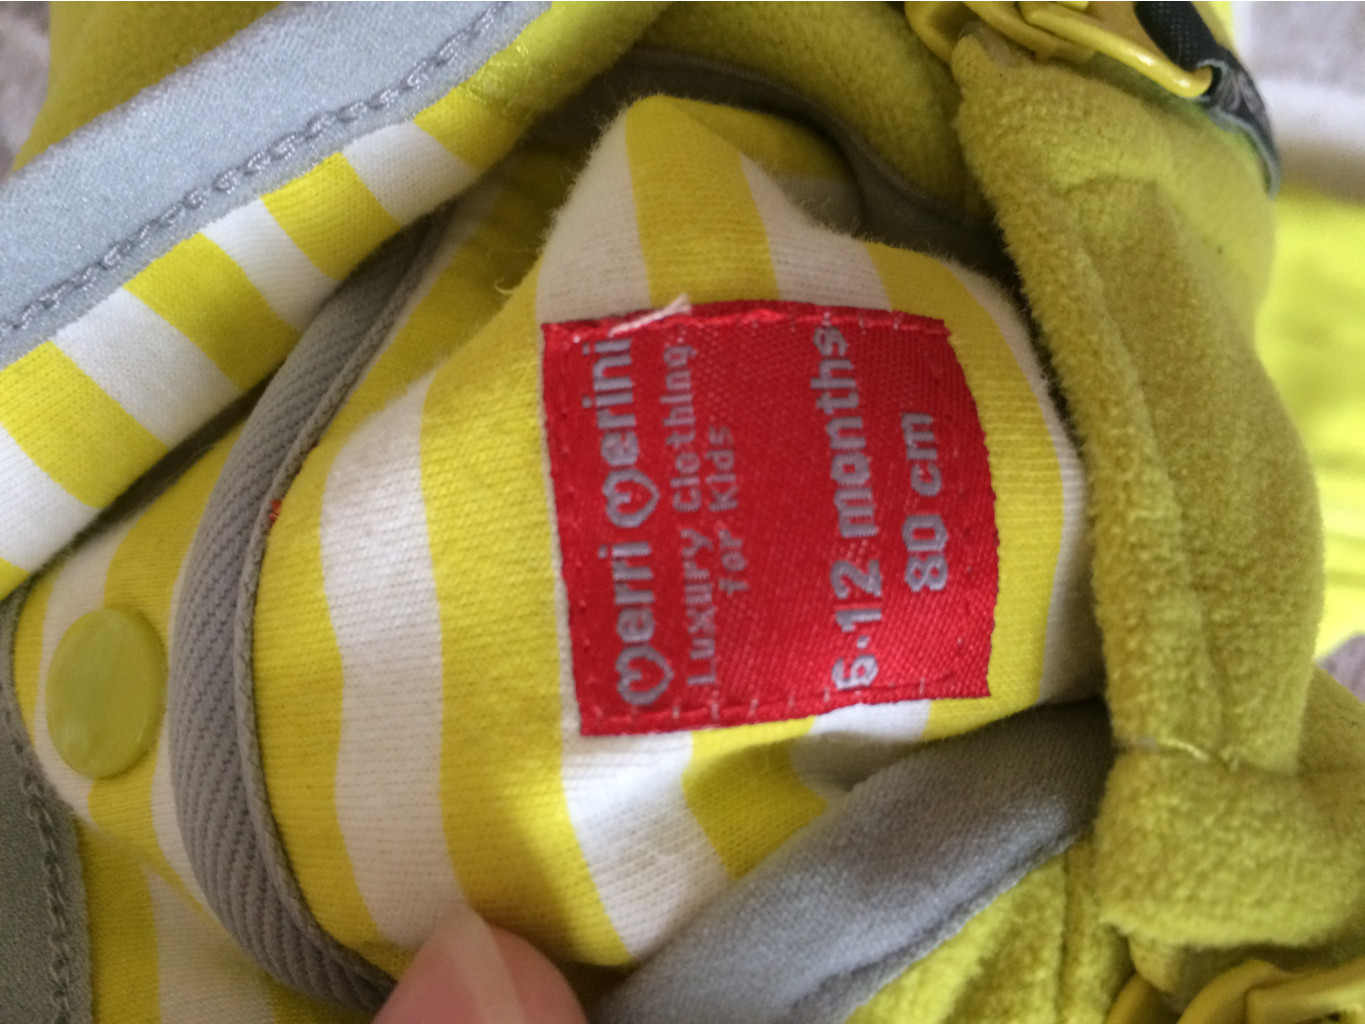 merri merini
Luxury Clothing
for Kids
6-12 months
80 cm